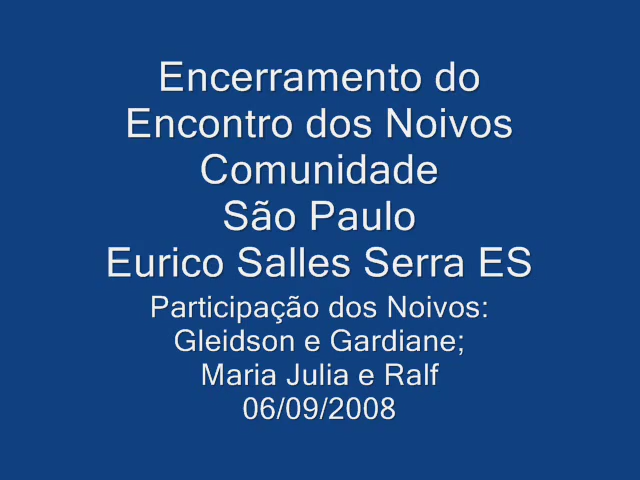 Encerramento do
Encontro dos Noivos
Comunidade
São Paulo
Eurico Salles Serra ES
Participação dos Noivos:
Gleidson e Gardiane;
Maria Julia e Ralf
06/09/2008